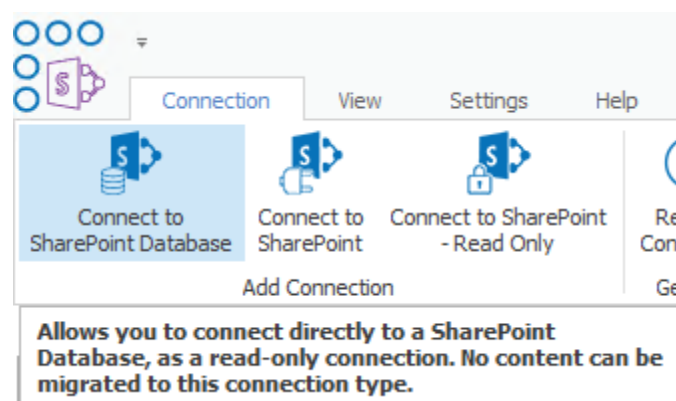 Connection View Settings Help
Connect to SharePoint Database
Connect to SharePoint
Connect to SharePoint - Read Only
Add Connection
Allows you to connect directly to a SharePoint
Database, as a read-only connection. No content can be
migrated to this connection type.